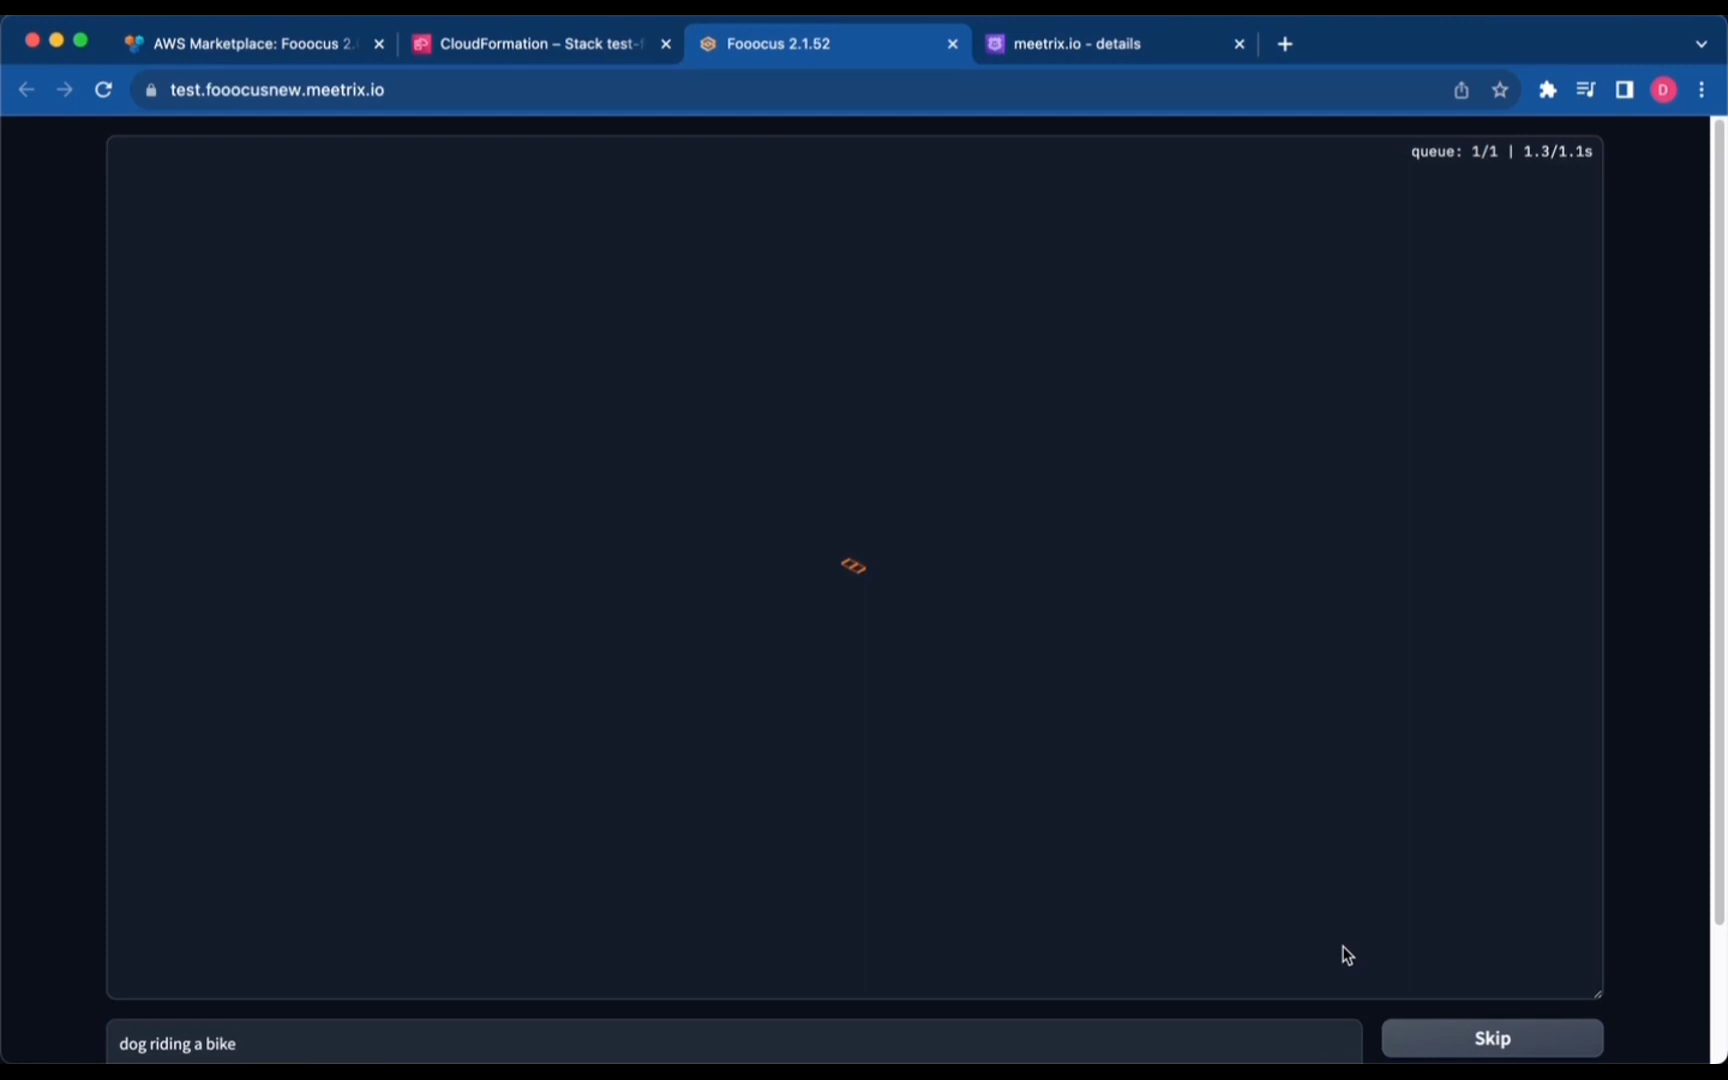 AWS Marketplace: Fooocus 2.
CloudFormation – Stack test-f
Fooocus 2.1.52
meetrix.io - details
test.fooocusnew.meetrix.io
D
queue: 1/1 | 1.3/1.1s
dog riding a bike
Skip